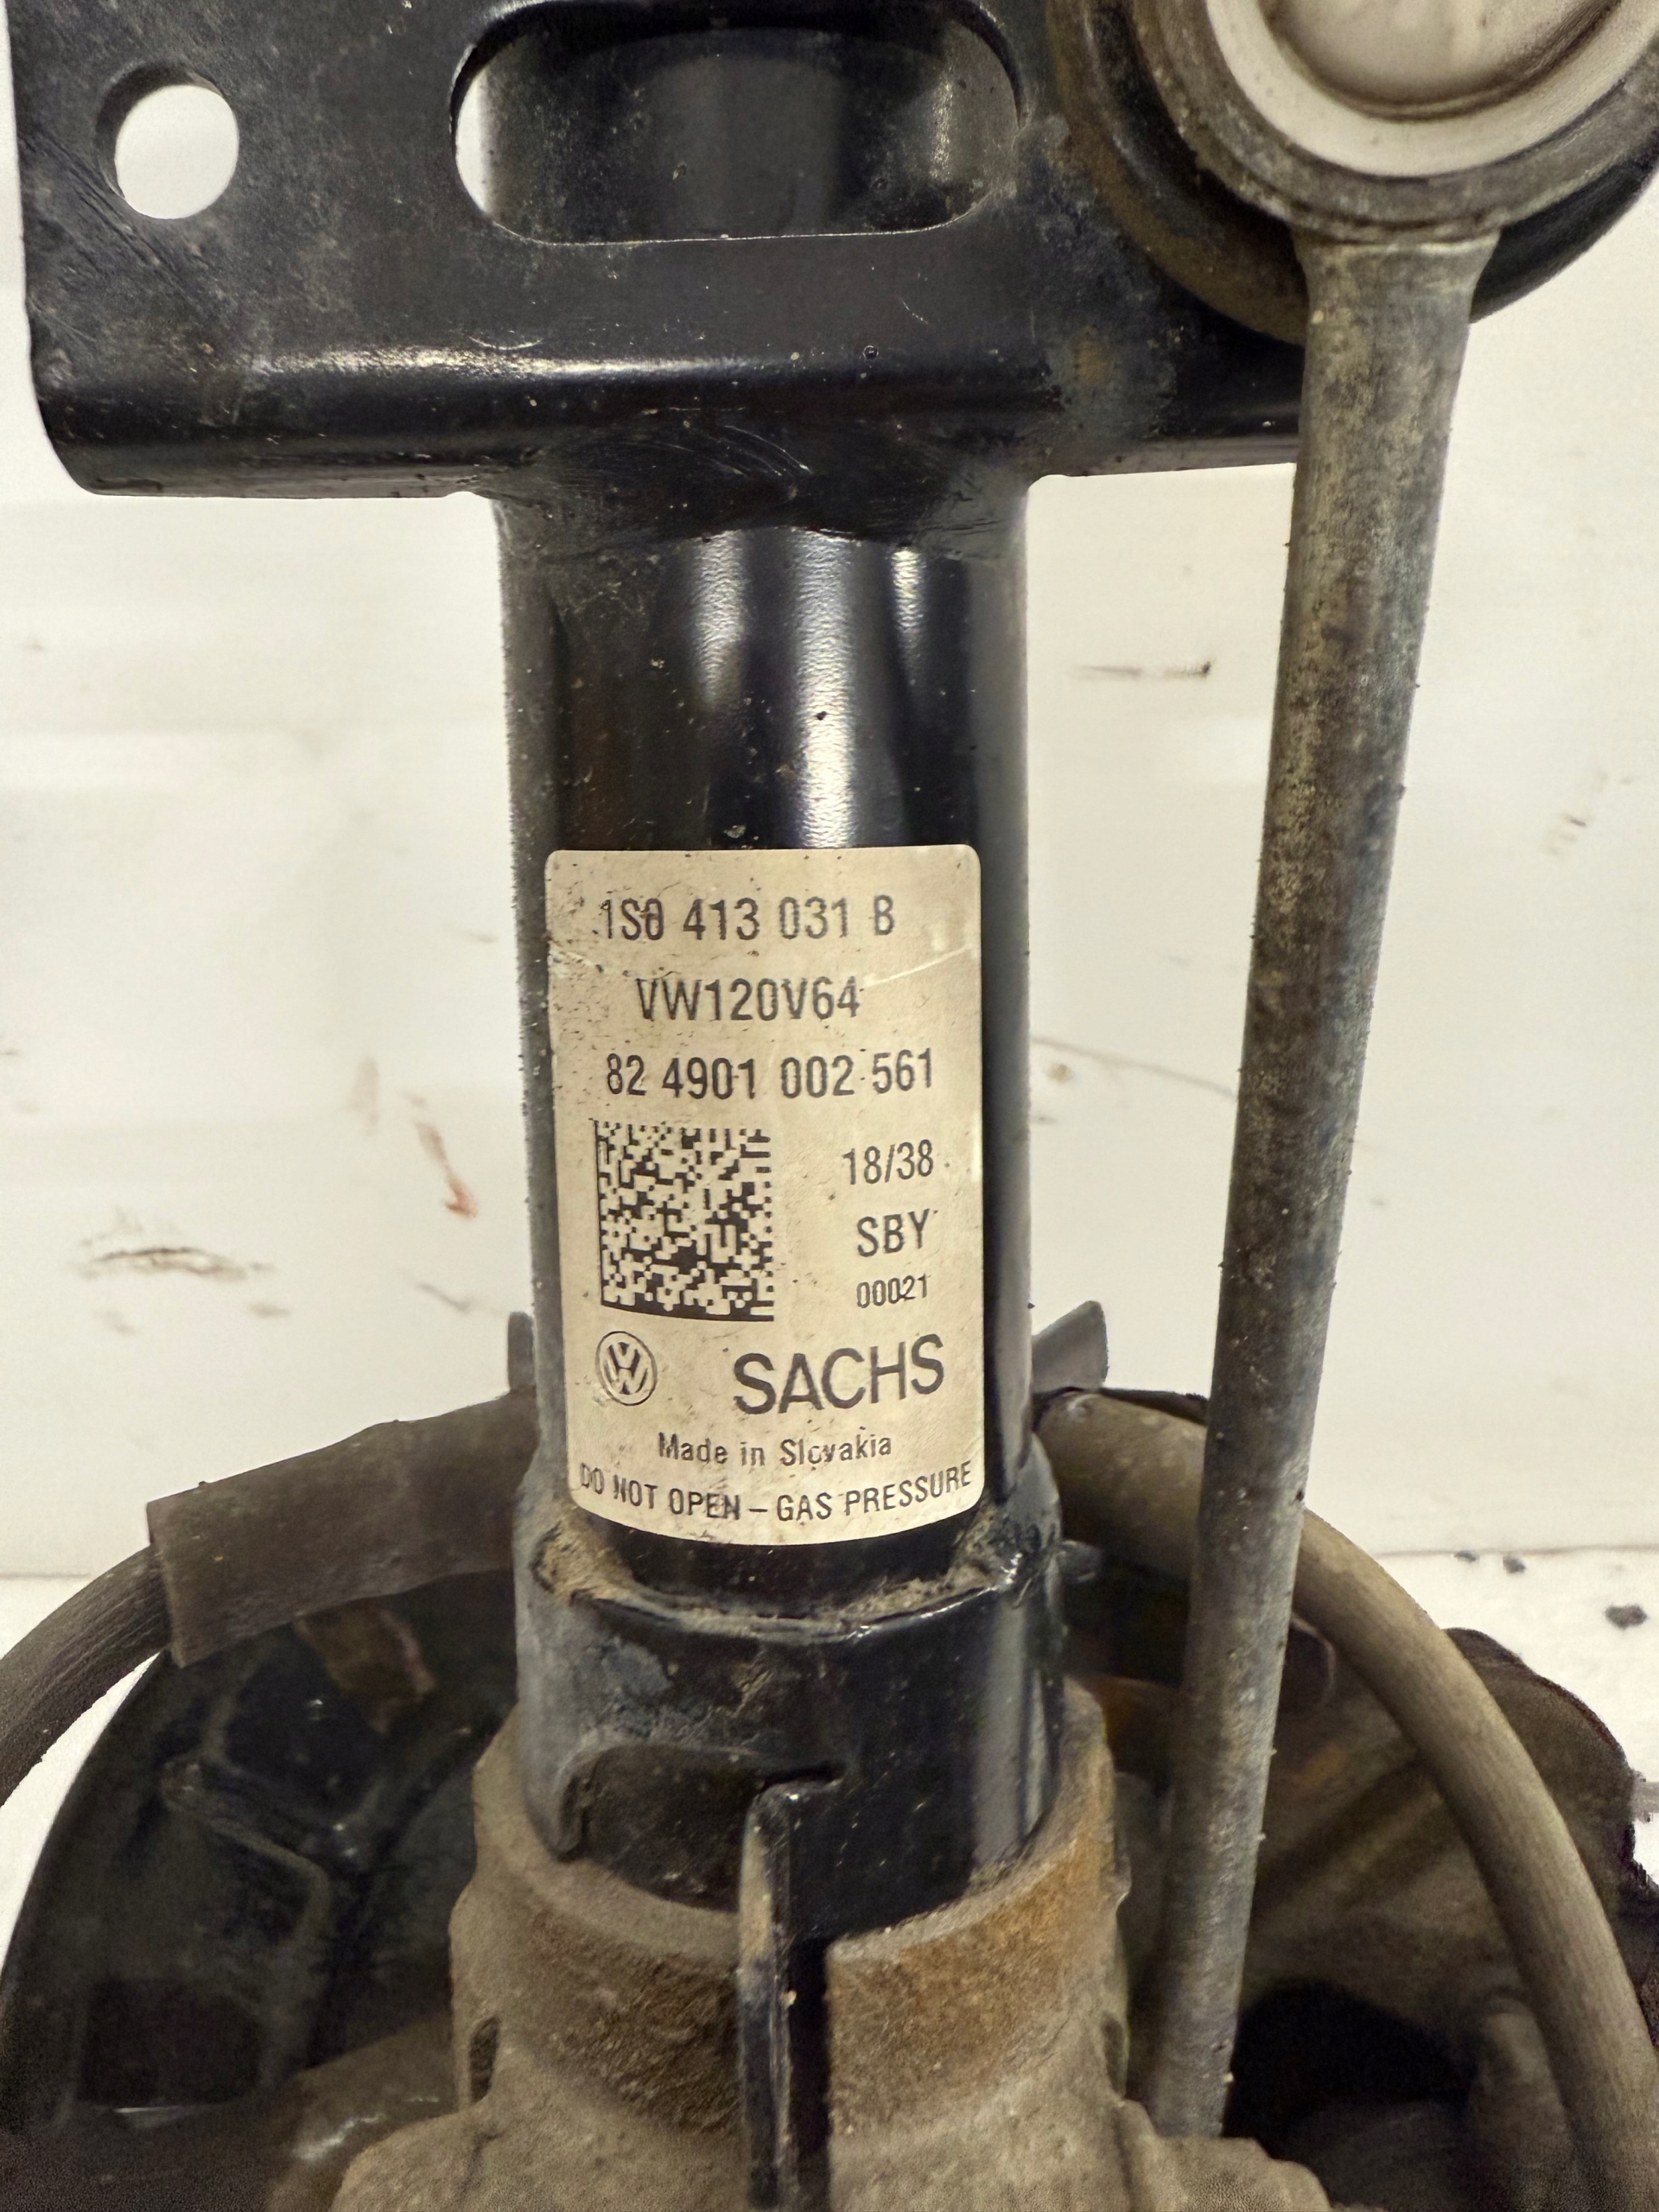 1S0 413 031 B
VW120V64
82 4901 002 561
18/38
SBY
00021
SACHS
Made in Slovakia
DO NOT OPEN – GAS PRESSURE